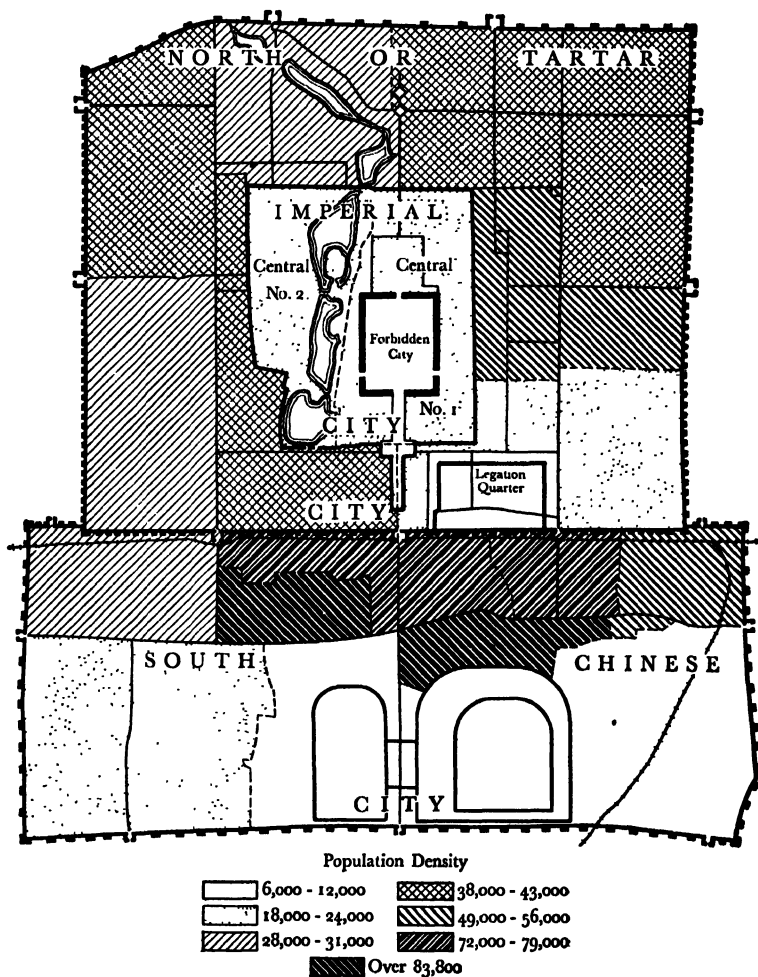 NORTH OR TARTAR
IMPERIAL
Central
No. 2
Central
Forbidden
City
No. 1
CITY
Legation
Quarter
CITY
SOUTH CHINESE
CITY
Population Density
6,000 - 12,000
18,000 - 24,000
28,000 - 31,000
38,000 - 43,000
49,000 - 56,000
72,000 - 79,000
Over 83,800